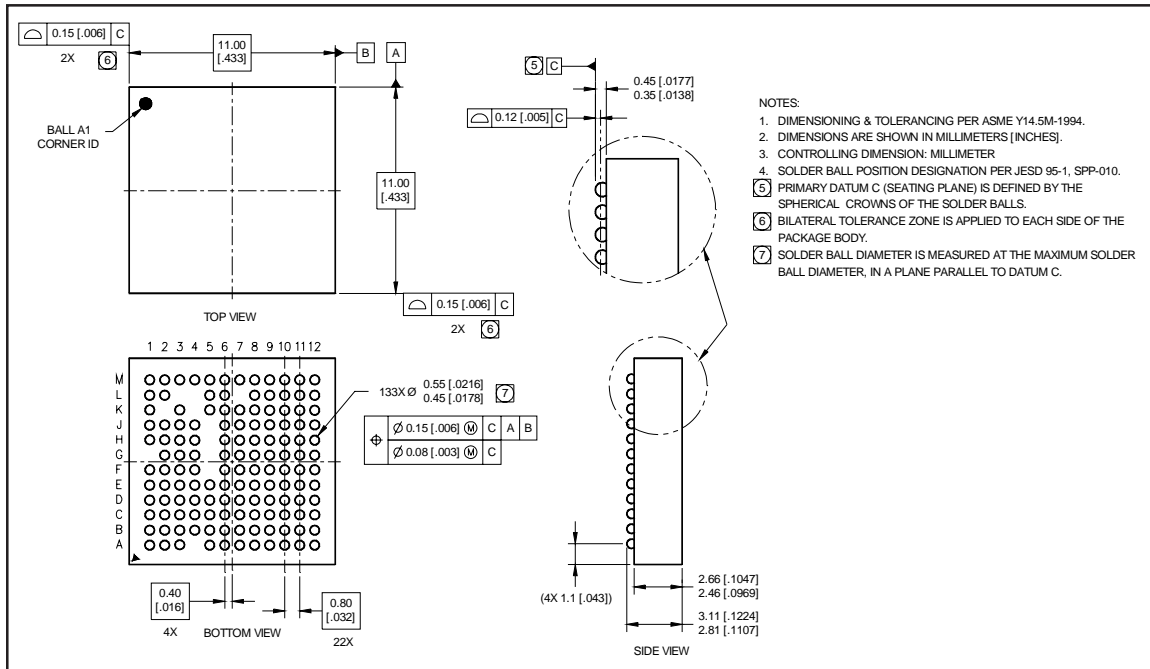 0.15 [.006] C
2X 6
11.00
[.433]
B A
BALL A1
CORNER ID
11.00
[.433]
0.15 [.006] C
2X 6
TOP VIEW
5 C
0.45 [.0177]
0.35 [.0138]
0.12 [.005] C
NOTES:
1. DIMENSIONING & TOLERANCING PER ASME Y14.5M-1994.
2. DIMENSIONS ARE SHOWN IN MILLIMETERS [INCHES].
3. CONTROLLING DIMENSION: MILLIMETER
4. SOLDER BALL POSITION DESIGNATION PER JESD 95-1, SPP-010.
5 PRIMARY DATUM C (SEATING PLANE) IS DEFINED BY THE
SPHERICAL CROWNS OF THE SOLDER BALLS.
6 BILATERAL TOLERANCE ZONE IS APPLIED TO EACH SIDE OF THE
PACKAGE BODY.
7 SOLDER BALL DIAMETER IS MEASURED AT THE MAXIMUM SOLDER
BALL DIAMETER, IN A PLANE PARALLEL TO DATUM C.
1 2 3 4 5 6 7 8 9 10 11 12
M
L
K
J
H
G
F
E
D
C
B
A
133X Ø 0.55 [.0216] 7
0.45 [.0178]
Ø 0.15 [.006] Ⓜ C A B
Ø 0.08 [.003] Ⓜ C
0.40
[.016]
4X
BOTTOM VIEW
0.80
[.032]
22X
(4X 1.1 [.043])
2.66 [.1047]
2.46 [.0969]
3.11 [.1224]
2.81 [.1107]
SIDE VIEW